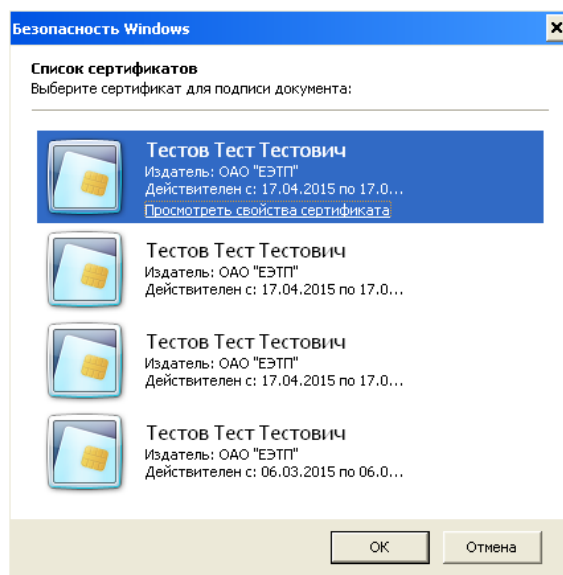 Безопасность Windows
Список сертификатов
Выберите сертификат для подписи документа:
Тестов Тест Тестович
Издатель: ОАО "ЕЭТП"
Действителен с: 17.04.2015 по 17.0...
Просмотреть свойства сертификата
Тестов Тест Тестович
Издатель: ОАО "ЕЭТП"
Действителен с: 17.04.2015 по 17.0...
Тестов Тест Тестович
Издатель: ОАО "ЕЭТП"
Действителен с: 17.04.2015 по 17.0...
Тестов Тест Тестович
Издатель: ОАО "ЕЭТП"
Действителен с: 06.03.2015 по 06.0...
ОК Отмена